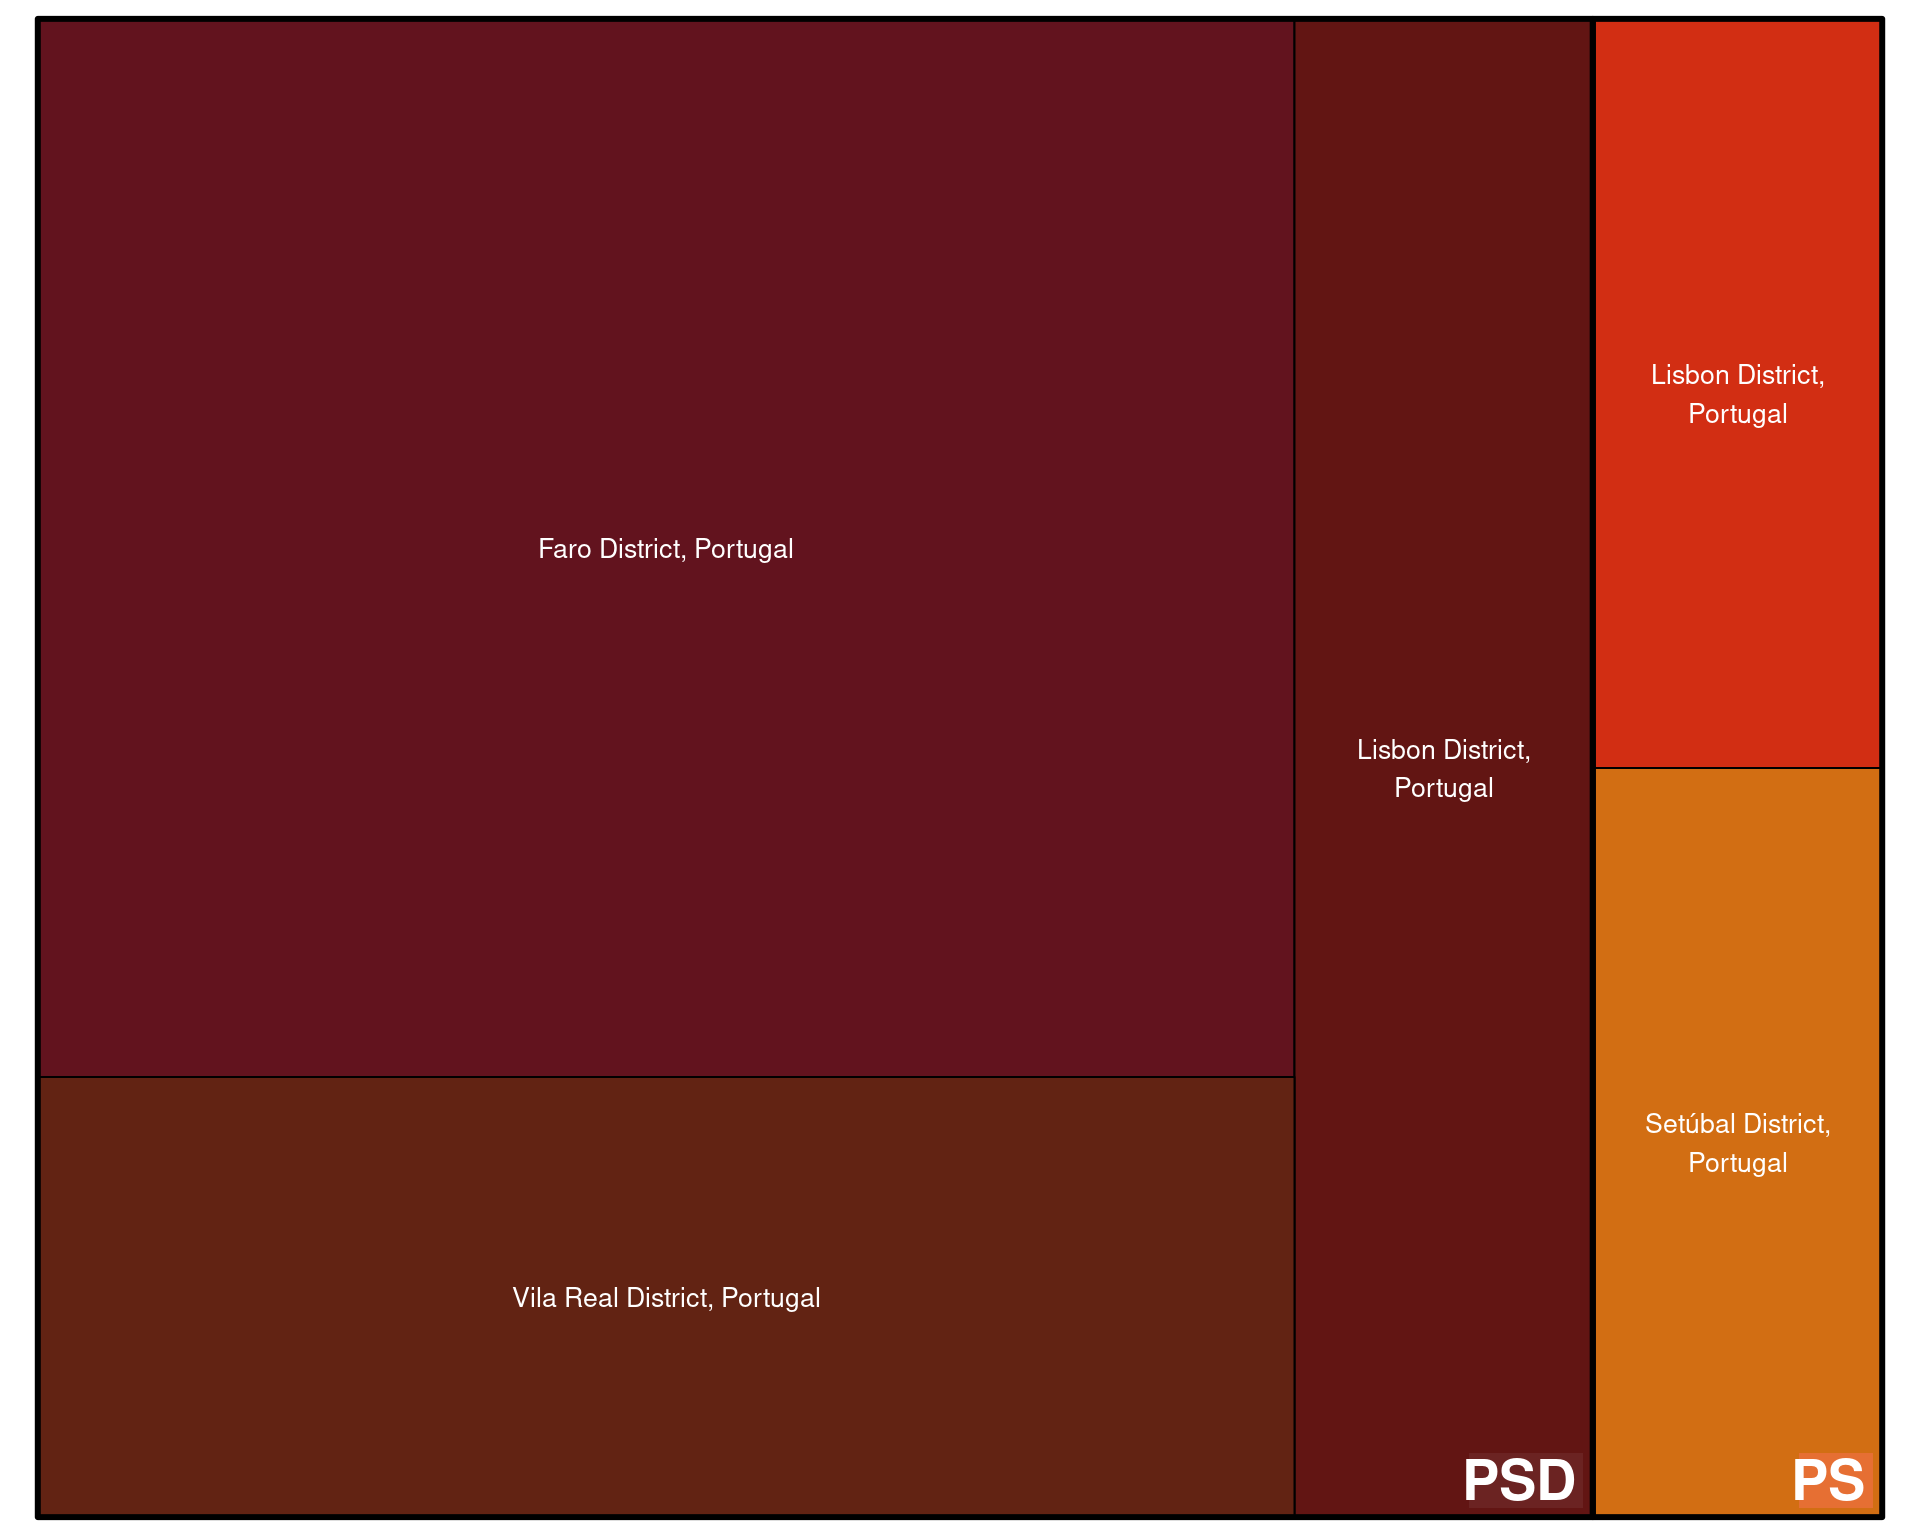 Faro District, Portugal
Vila Real District, Portugal
Lisbon District,
Portugal
PSD
Lisbon District,
Portugal
Setúbal District,
Portugal
PS